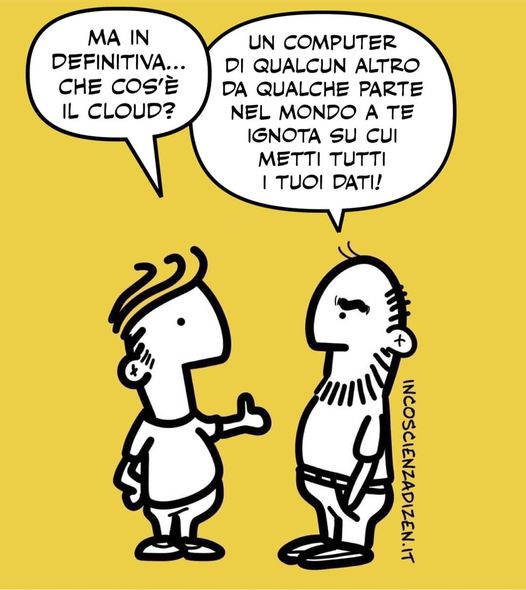 MA IN
DEFINITIVA...
CHE COS'È
IL CLOUD?
UN COMPUTER
DI QUALCUN ALTRO
DA QUALCHE PARTE
NEL MONDO A TE
IGNOTA SU CUI
METTI TUTTI
I TUOI DATI!
INCOSCIENZADIZEN.IT